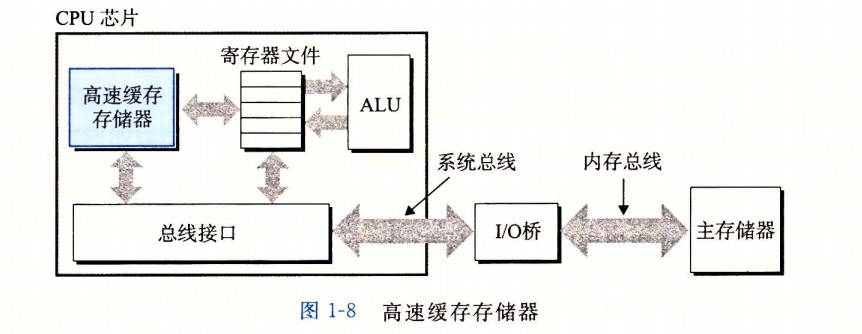 CPU 芯片
寄存器文件
高速缓存
存储器
ALU
系统总线
内存总线
总线接口
I/O桥
主存储器
图 1-8 高速缓存存储器